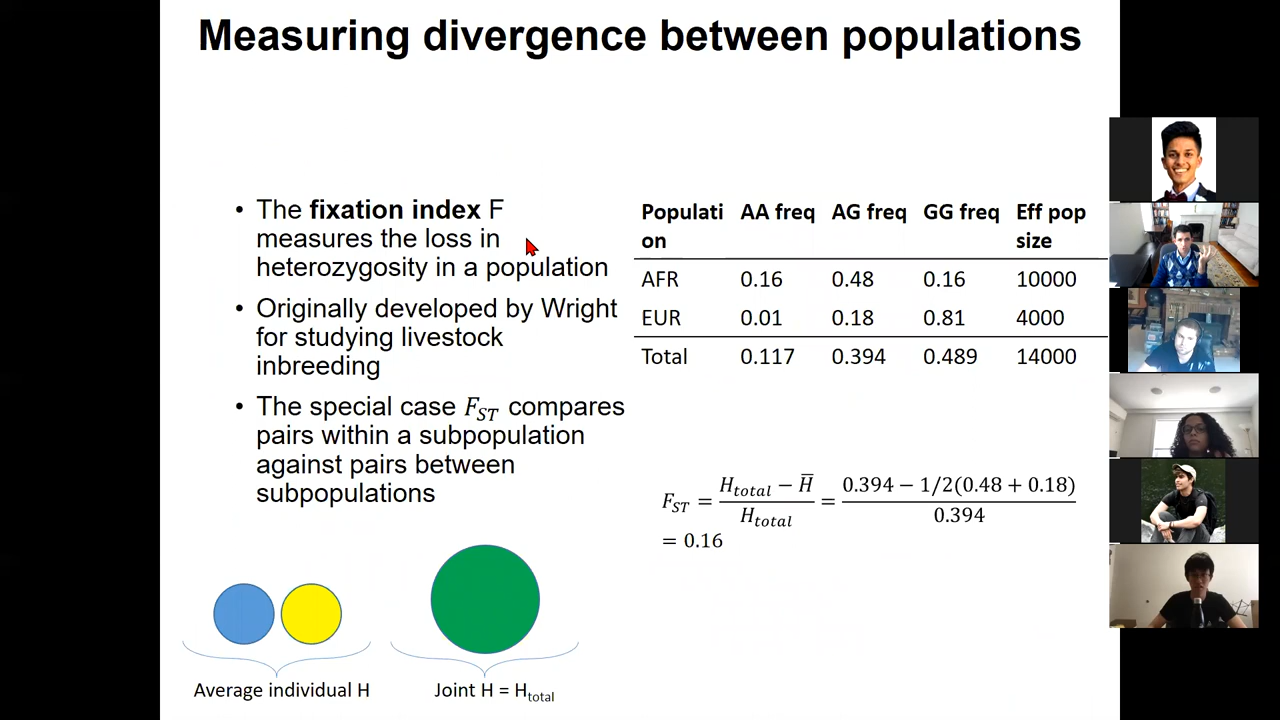 Measuring divergence between populations
• The fixation index F
measures the loss in
heterozygosity in a population
• Originally developed by Wright
for studying livestock
inbreeding
• The special case F_ST compares
pairs within a subpopulation
against pairs between
subpopulations
Populati on AA freq AG freq GG freq Eff pop size
AFR 0.16 0.48 0.16 10000
EUR 0.01 0.18 0.81 4000
Total 0.117 0.394 0.489 14000
F_ST = (H_total − H̅) / H_total = (0.394 − 1/2(0.48 + 0.18)) / 0.394
= 0.16
Average individual H
Joint H = H_total